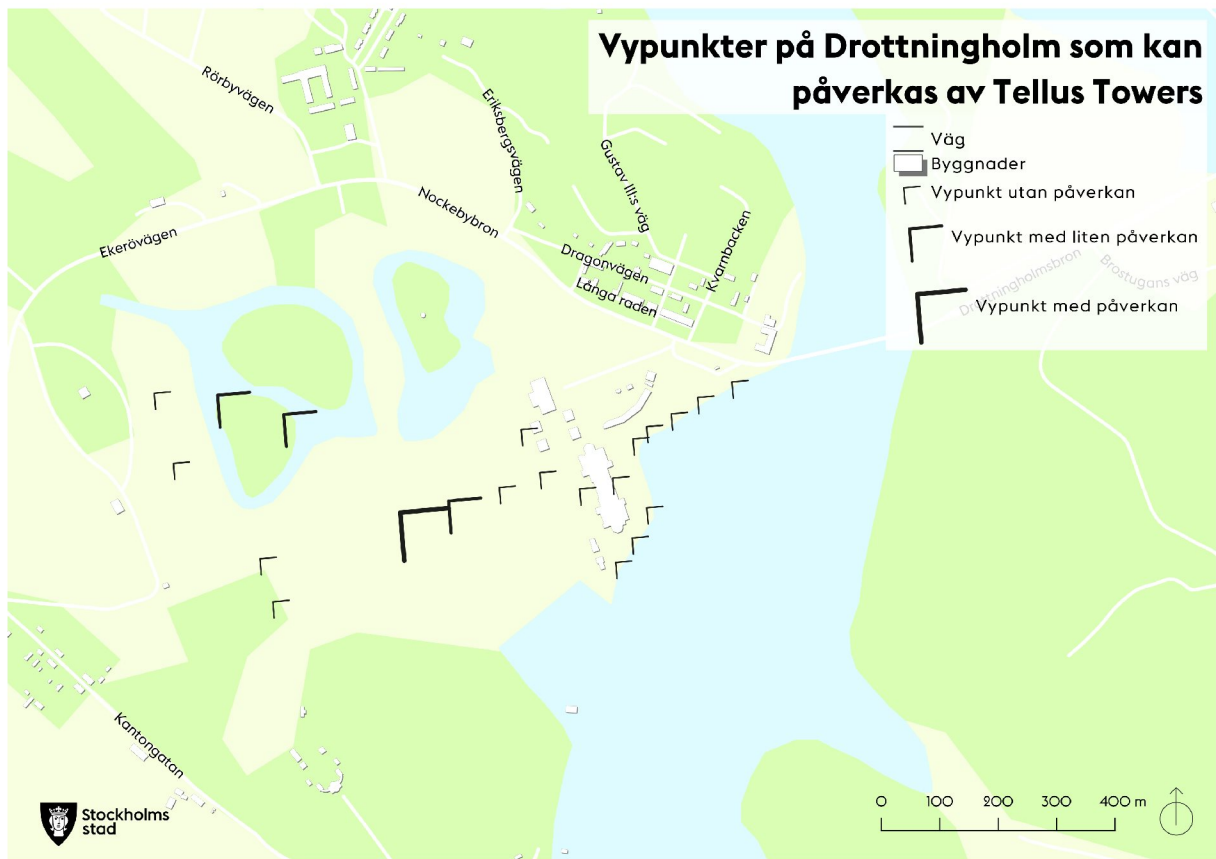 Vypunkter på Drottningholm som kan
påverkas av Tellus Towers
Väg
Byggnader
Vypunkt utan påverkan
Vypunkt med liten påverkan
Vypunkt med påverkan
Rörbyvägen
Eriksbergsvägen
Gustav III:s väg
Nockebybron
Ekerövägen
Dragonvägen
Kvarnbacken
Långa raden
Drottningholmsbron
Brostugans väg
Kantongatan
Stockholms
stad
0 100 200 300 400 m